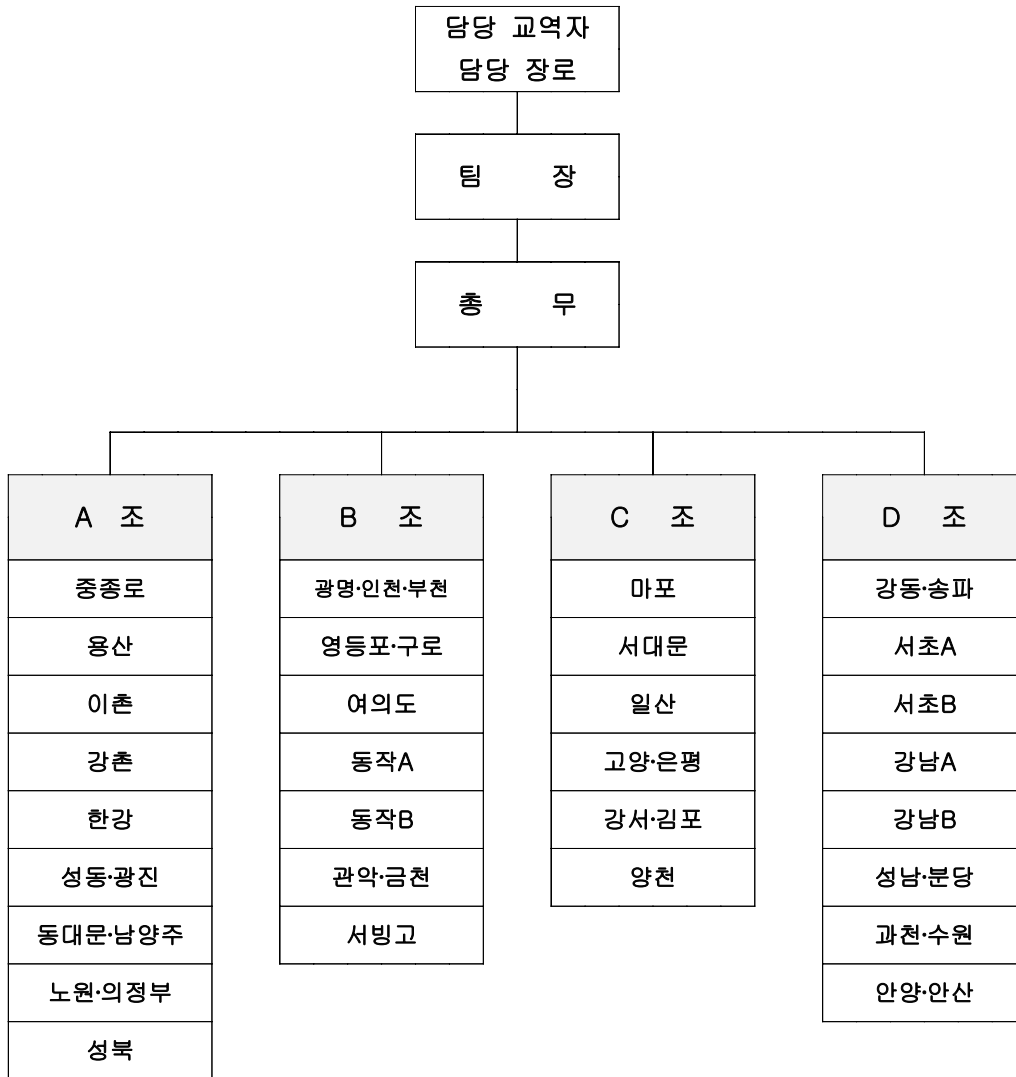 담당 교역자
담당 장로
팀 장
총 무
A 조
중종로
용산
이촌
강촌
한강
성동·광진
동대문·남양주
노원·의정부
성북
B 조
광명·인천·부천
영등포·구로
여의도
동작A
동작B
관악·금천
서빙고
C 조
마포
서대문
일산
고양·은평
강서·김포
양천
D 조
강동·송파
서초A
서초B
강남A
강남B
성남·분당
과천·수원
안양·안산